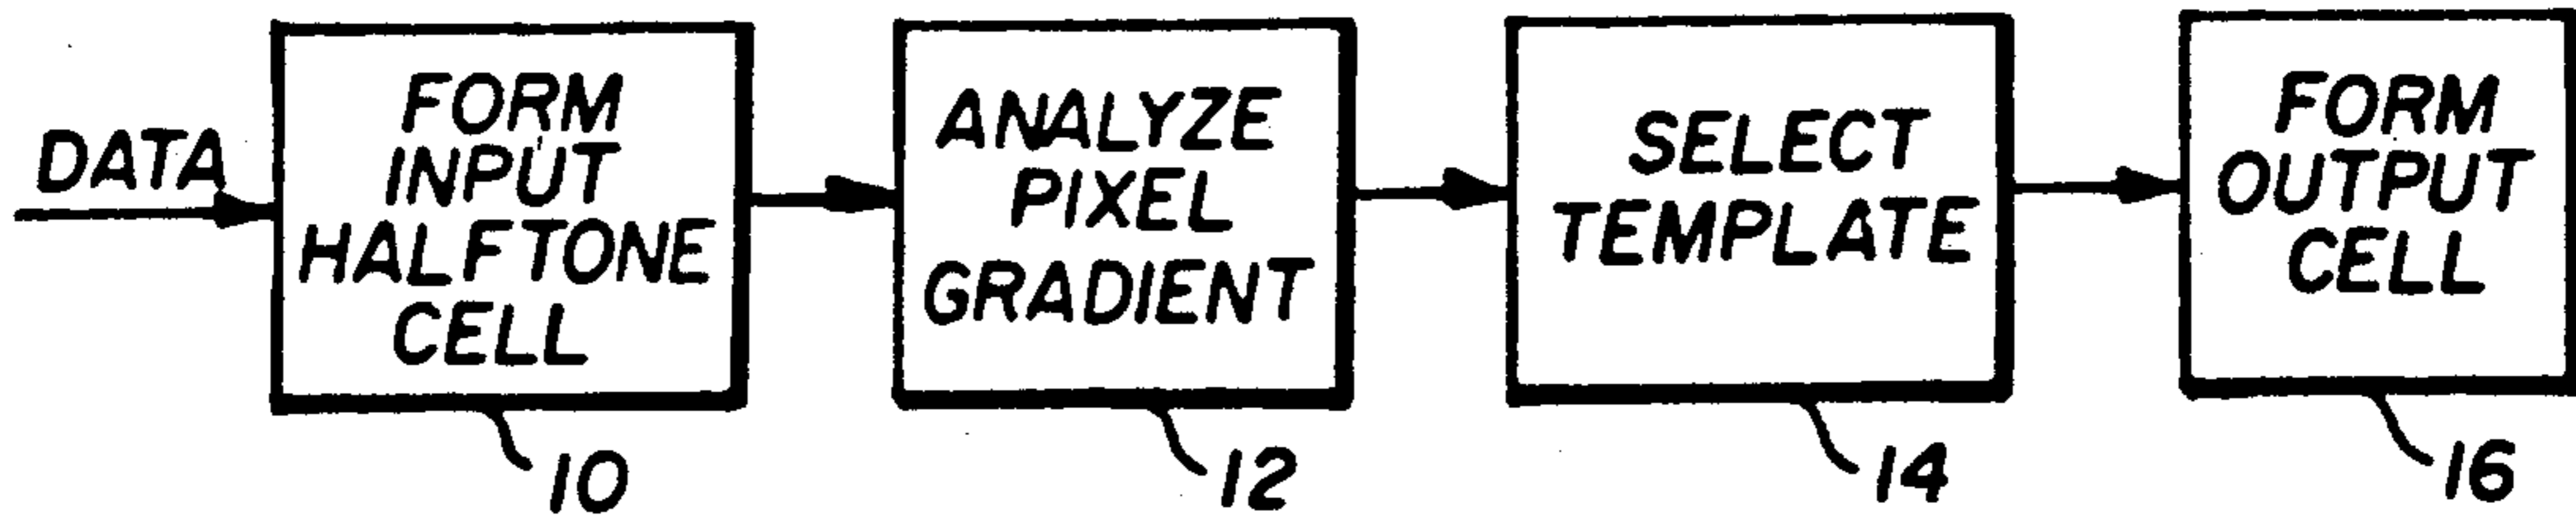 DATA
FORM
INPUT
HALFTONE
CELL
10
ANALYZE
PIXEL
GRADIENT
12
SELECT
TEMPLATE
14
FORM
OUTPUT
CELL
16